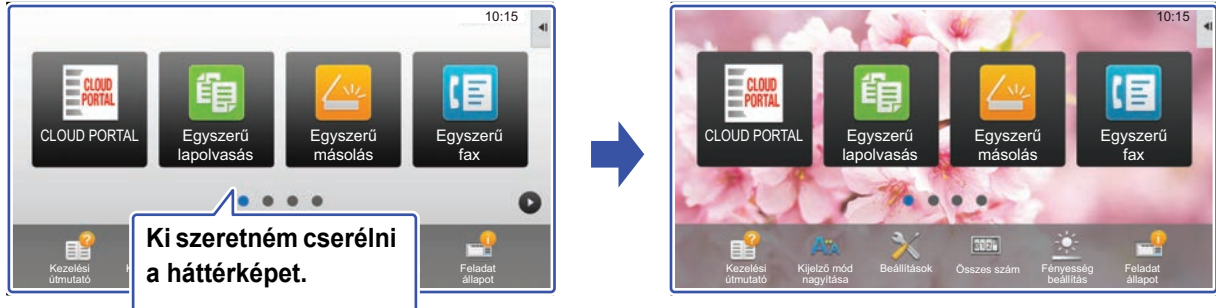 10:15
CLOUD
PORTAL
CLOUD PORTAL
Egyszerű
lapolvasás
Egyszerű
másolás
Egyszerű
fax
Ki szeretném cserélni
a háttérképet.
Kezelési
útmutató
K
Feladat
állapot
10:15
CLOUD
PORTAL
CLOUD PORTAL
Egyszerű
lapolvasás
Egyszerű
másolás
Egyszerű
fax
Kezelési
útmutató
Kijelző mód
nagyítása
Beállítások
Összes szám
Fényesség
beállítás
Feladat
állapot